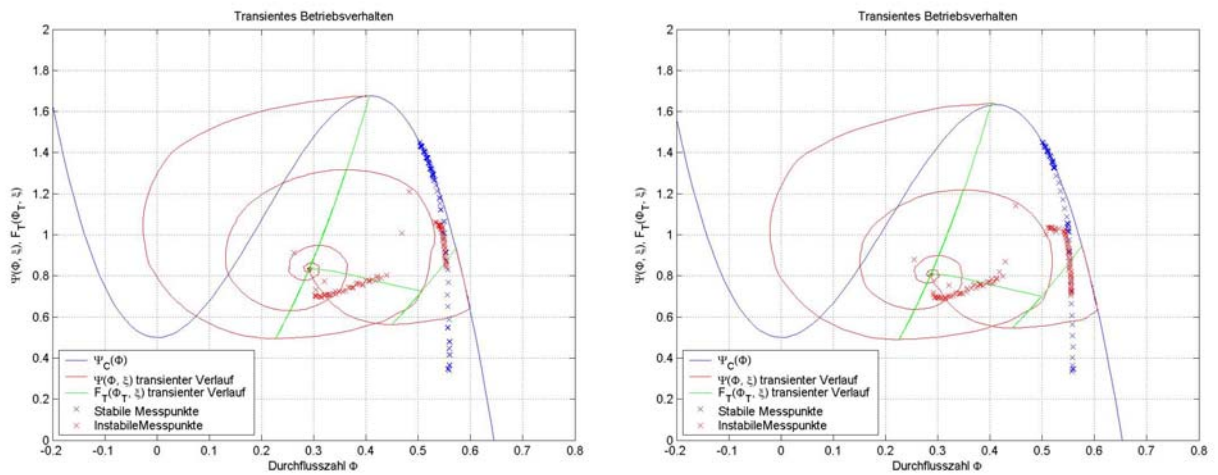 Transientes Betriebsverhalten
Ψ(Φ, ξ), F_T(Φ_T, ξ)
2
1.8
1.6
1.4
1.2
1
0.8
0.6
0.4
0.2
0
Ψ_C(Φ)
Ψ(Φ, ξ) transienter Verlauf
F_T(Φ_T, ξ) transienter Verlauf
Stabile Messpunkte
InstabileMesspunkte
-0.2 -0.1 0 0.1 0.2 0.3 0.4 0.5 0.6 0.7 0.8
Durchflusszahl Φ
Transientes Betriebsverhalten
Ψ(Φ, ξ), F_T(Φ_T, ξ)
2
1.8
1.6
1.4
1.2
1
0.8
0.6
0.4
0.2
0
Ψ_C(Φ)
Ψ(Φ, ξ) transienter Verlauf
F_T(Φ_T, ξ) transienter Verlauf
Stabile Messpunkte
InstabileMesspunkte
-0.2 -0.1 0 0.1 0.2 0.3 0.4 0.5 0.6 0.7 0.8
Durchflusszahl Φ